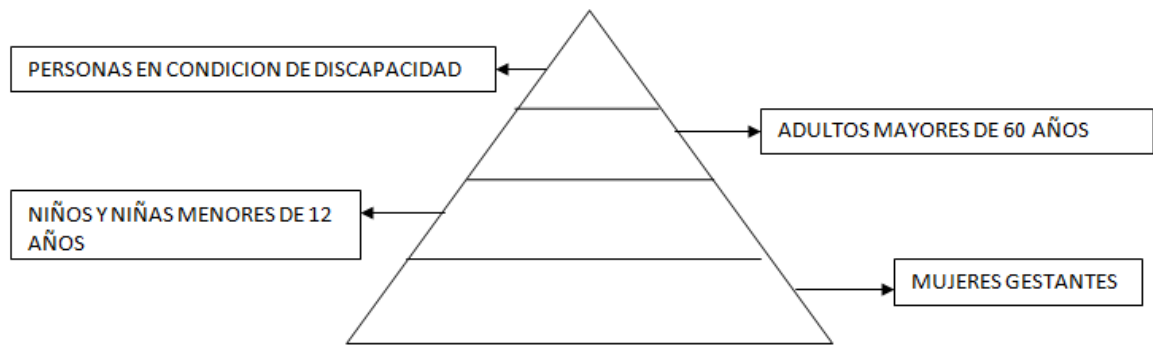 PERSONAS EN CONDICION DE DISCAPACIDAD
ADULTOS MAYORES DE 60 AÑOS
NIÑOS Y NIÑAS MENORES DE 12
AÑOS
MUJERES GESTANTES